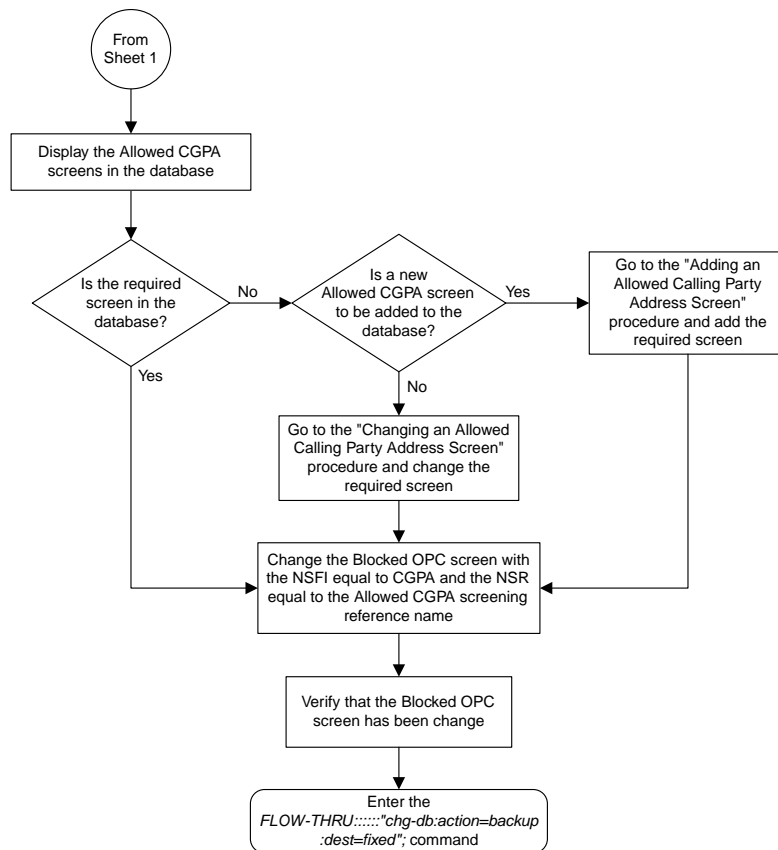 From
Sheet 1
Display the Allowed CGPA
screens in the database
Is the required
screen in the
database?
No
Yes
Is a new
Allowed CGPA screen
to be added to the
database?
Yes
No
Go to the "Adding an
Allowed Calling Party
Address Screen"
procedure and add the
required screen
Go to the "Changing an Allowed
Calling Party Address Screen"
procedure and change the
required screen
Change the Blocked OPC screen with
the NSFI equal to CGPA and the NSR
equal to the Allowed CGPA screening
reference name
Verify that the Blocked OPC
screen has been change
Enter the
FLOW-THRU::::::"chg-db:action=backup
:dest=fixed"; command